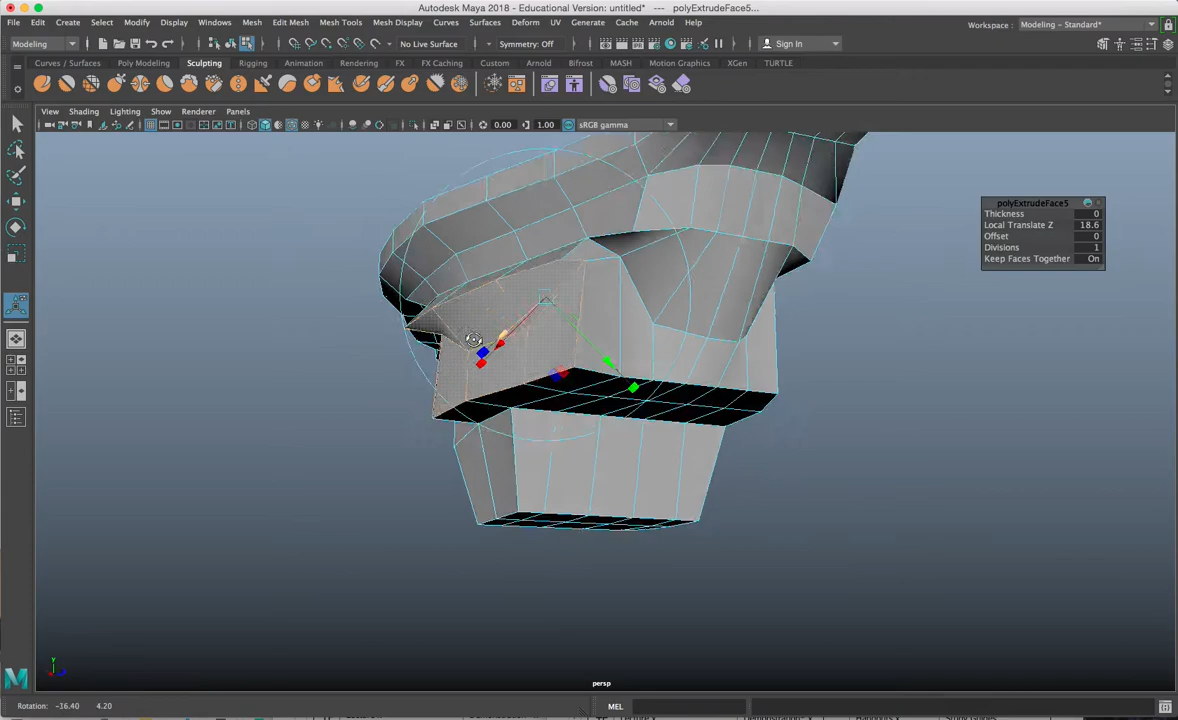 Autodesk Maya 2018 - Educational Version: untitled* --- polyExtrudeFace5...
File Edit Create Select Modify Display Windows Mesh Edit Mesh Mesh Tools Mesh Display Curves Surfaces Deform UV Generate Cache Arnold Help Workspace : Modeling - Standard*
Modeling No Live Surface Symmetry: Off Sign In
Curves / Surfaces Poly Modeling Sculpting Rigging Animation Rendering FX FX Caching Custom Arnold Bifrost MASH Motion Graphics XGen TURTLE
View Shading Lighting Show Renderer Panels
0.00 1.00 sRGB gamma
polyExtrudeFace5
Thickness 0
Local Translate Z 18.6
Offset 0
Divisions 1
Keep Faces Together On
y
persp
Rotation: -16.40 4.20 MEL